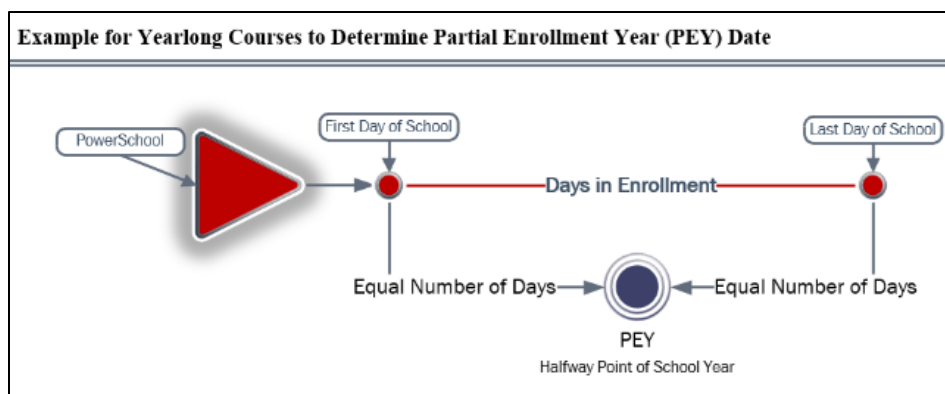 Example for Yearlong Courses to Determine Partial Enrollment Year (PEY) Date
PowerSchool
First Day of School
Last Day of School
Days in Enrollment
Equal Number of Days
Equal Number of Days
PEY
Halfway Point of School Year